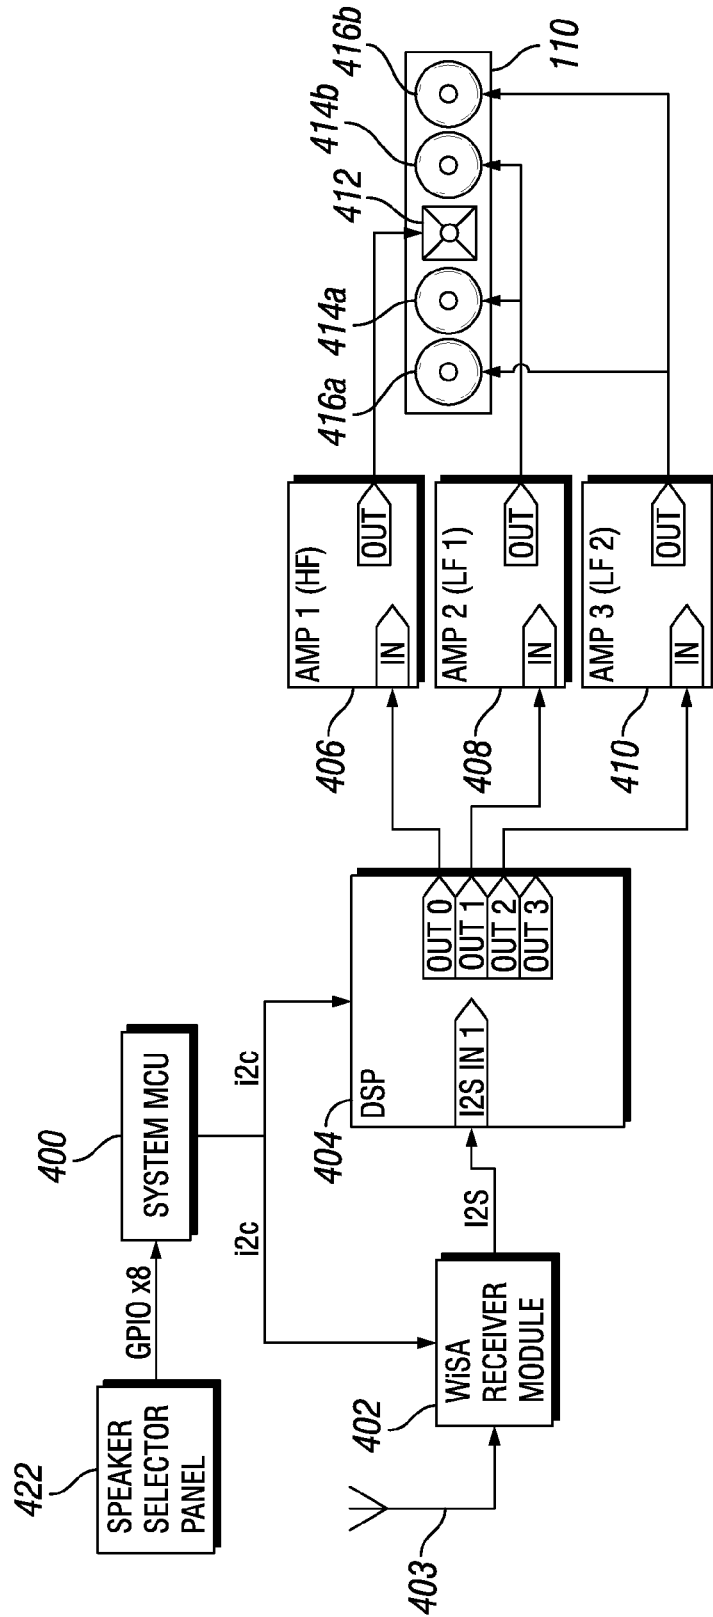 422
SPEAKER
SELECTOR
PANEL
GPIO x8
400
SYSTEM MCU
i2c
i2c
403
402
WiSA
RECEIVER
MODULE
I2S
404
DSP
I2S IN 1
OUT 0
OUT 1
OUT 2
OUT 3
406
AMP 1 (HF)
IN
OUT
408
AMP 2 (LF 1)
IN
OUT
410
AMP 3 (LF 2)
IN
OUT
416a
414a
412
414b
416b
110